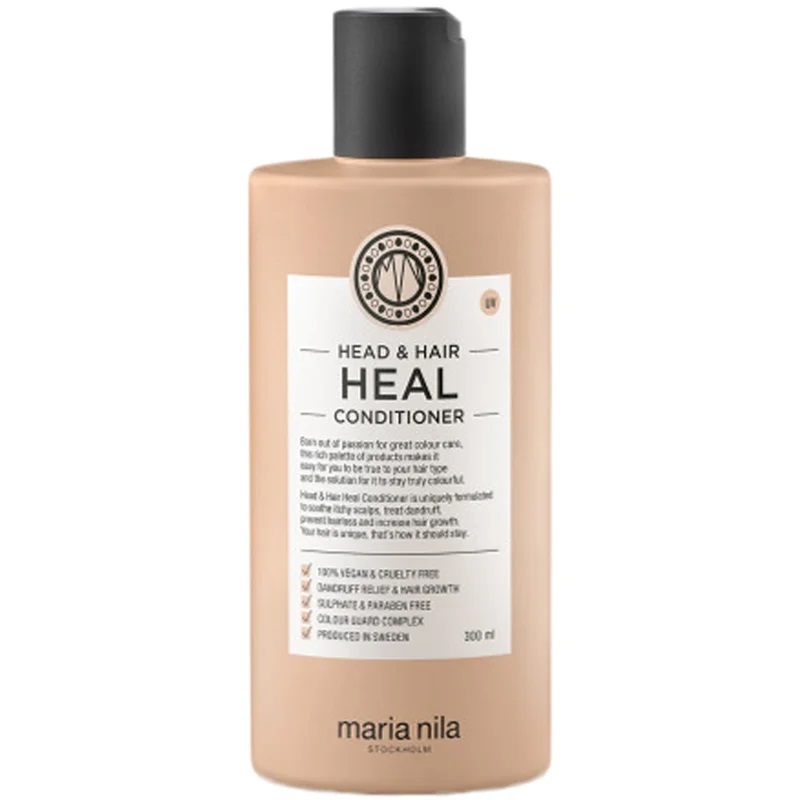 UV
HEAD & HAIR
HEAL
CONDITIONER
Born out of passion for great colour care,
this rich palette of products makes it
easy for you to be true to your hair type
and the solution for it to stay truly colourful.
Head & Hair Heal Conditioner is uniquely formulated
to soothe itchy scalps, treat dandruff,
prevent hairloss and increase hair growth.
Your hair is unique, that's how it should stay.
100% VEGAN & CRUELTY FREE
DANDRUFF RELIEF & HAIR GROWTH
SULPHATE & PARABEN FREE
COLOUR GUARD COMPLEX
PRODUCED IN SWEDEN 300 ml
maria nila
STOCKHOLM